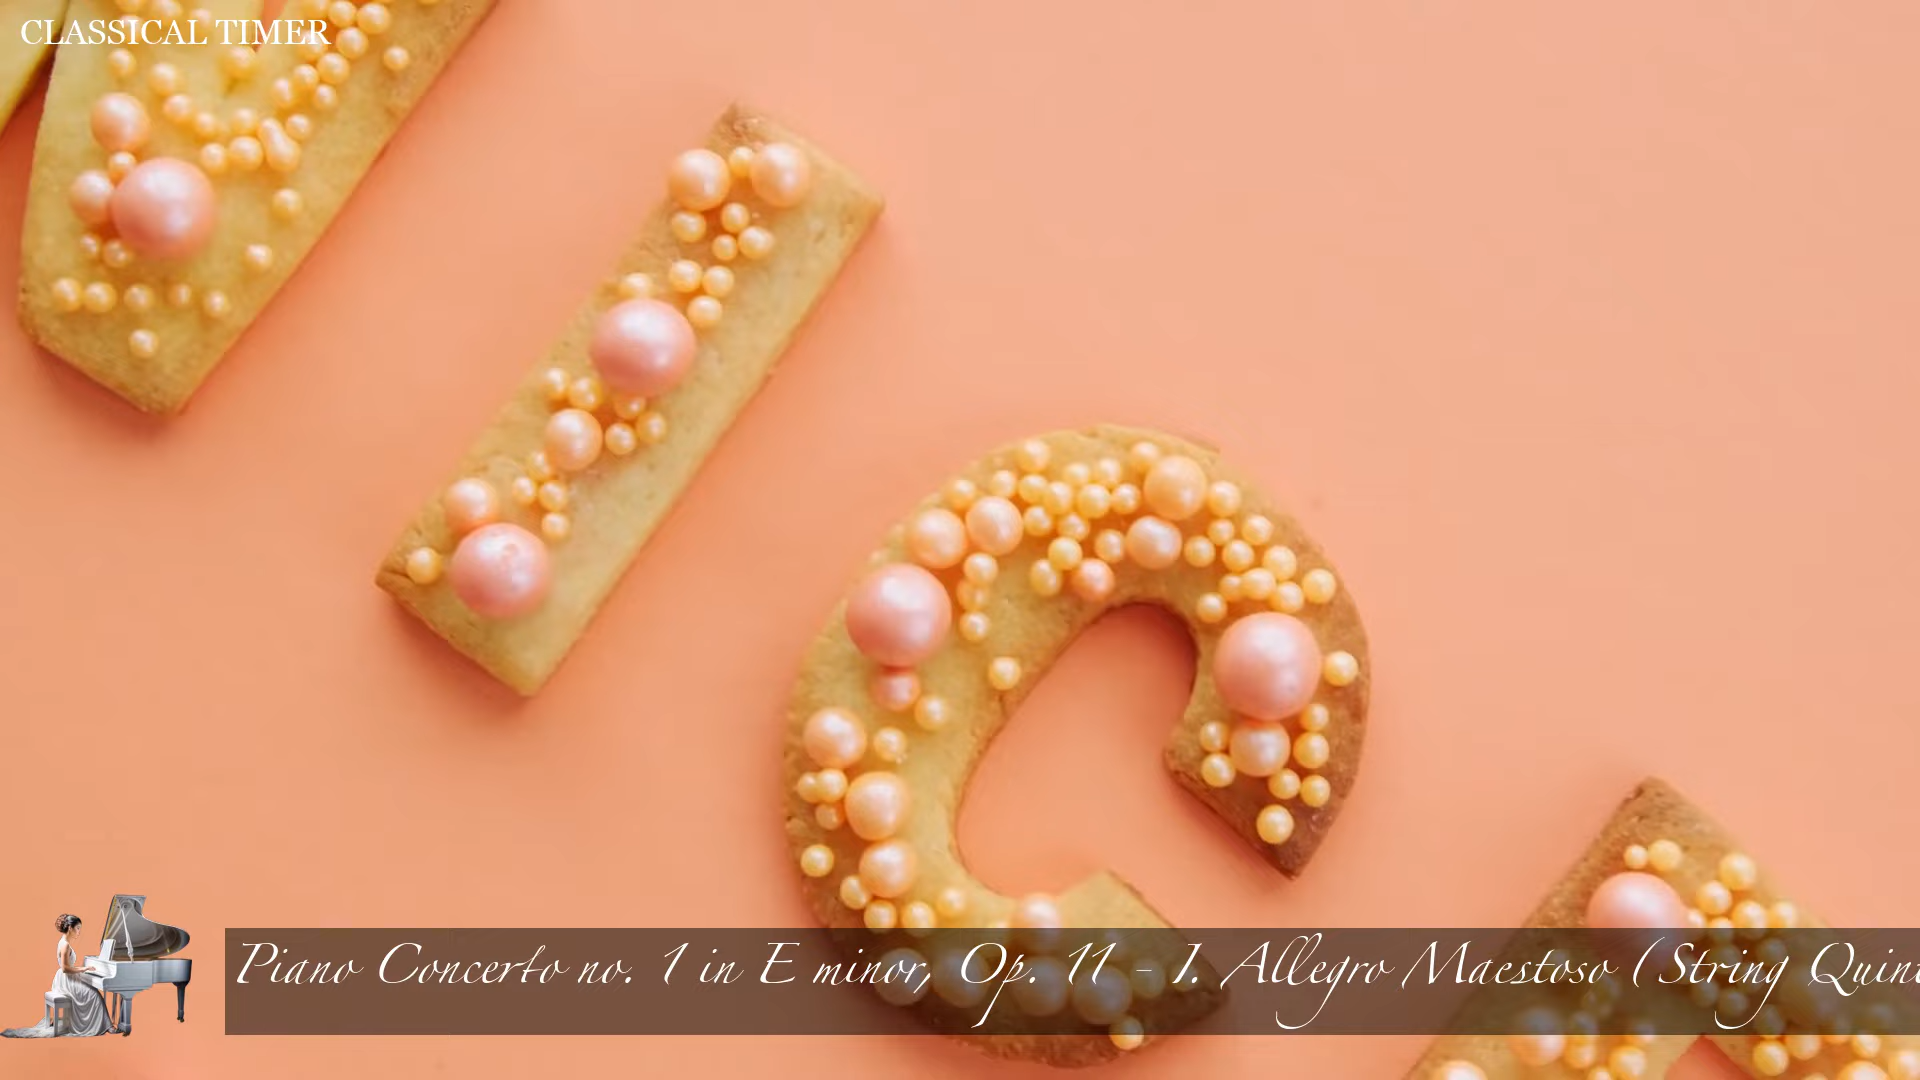 CLASSICAL TIMER
Piano Concerto no. 1 in E minor, Op. 11 - I. Allegro Maestoso (String